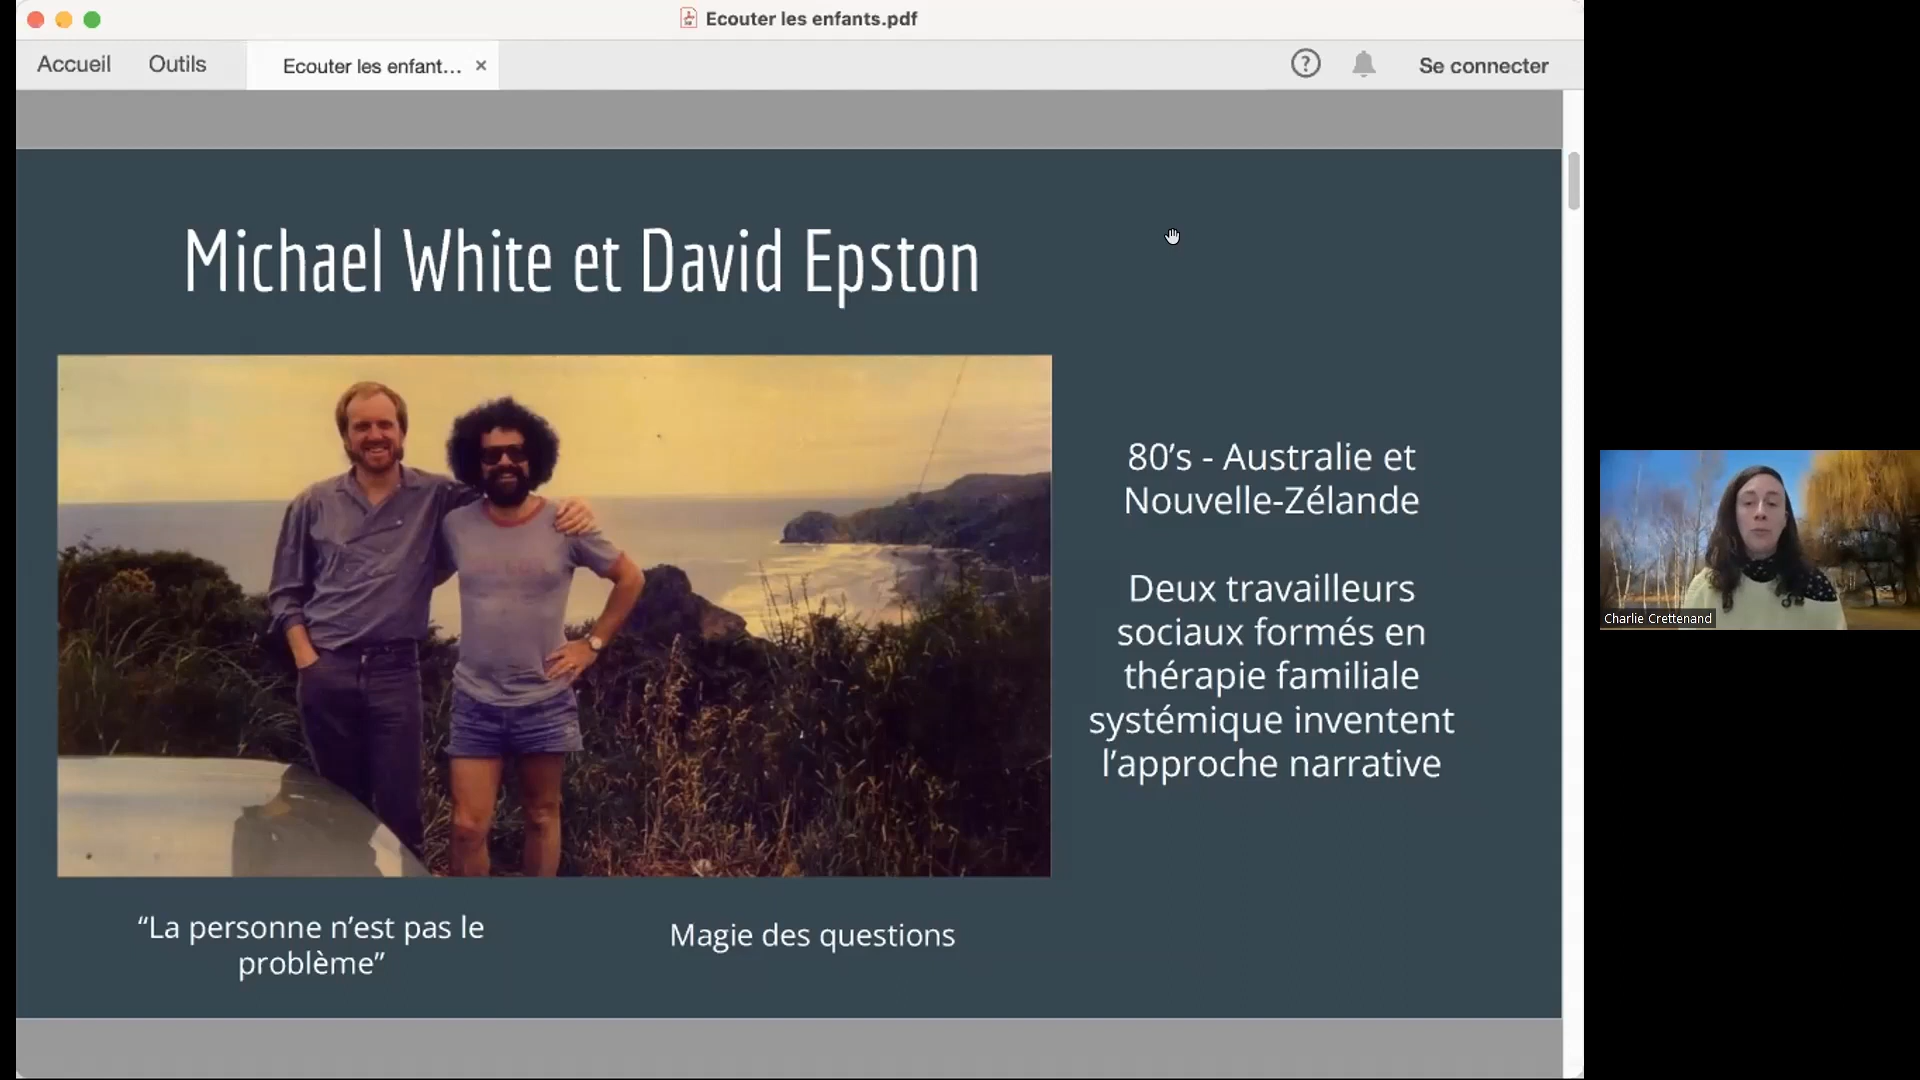 Ecouter les enfants.pdf
Accueil
Outils
Ecouter les enfant...
Se connecter
Michael White et David Epston
80’s - Australie et
Nouvelle-Zélande
Deux travailleurs
sociaux formés en
thérapie familiale
systémique inventent
l’approche narrative
Charlie Crettenand
“La personne n’est pas le
problème”
Magie des questions